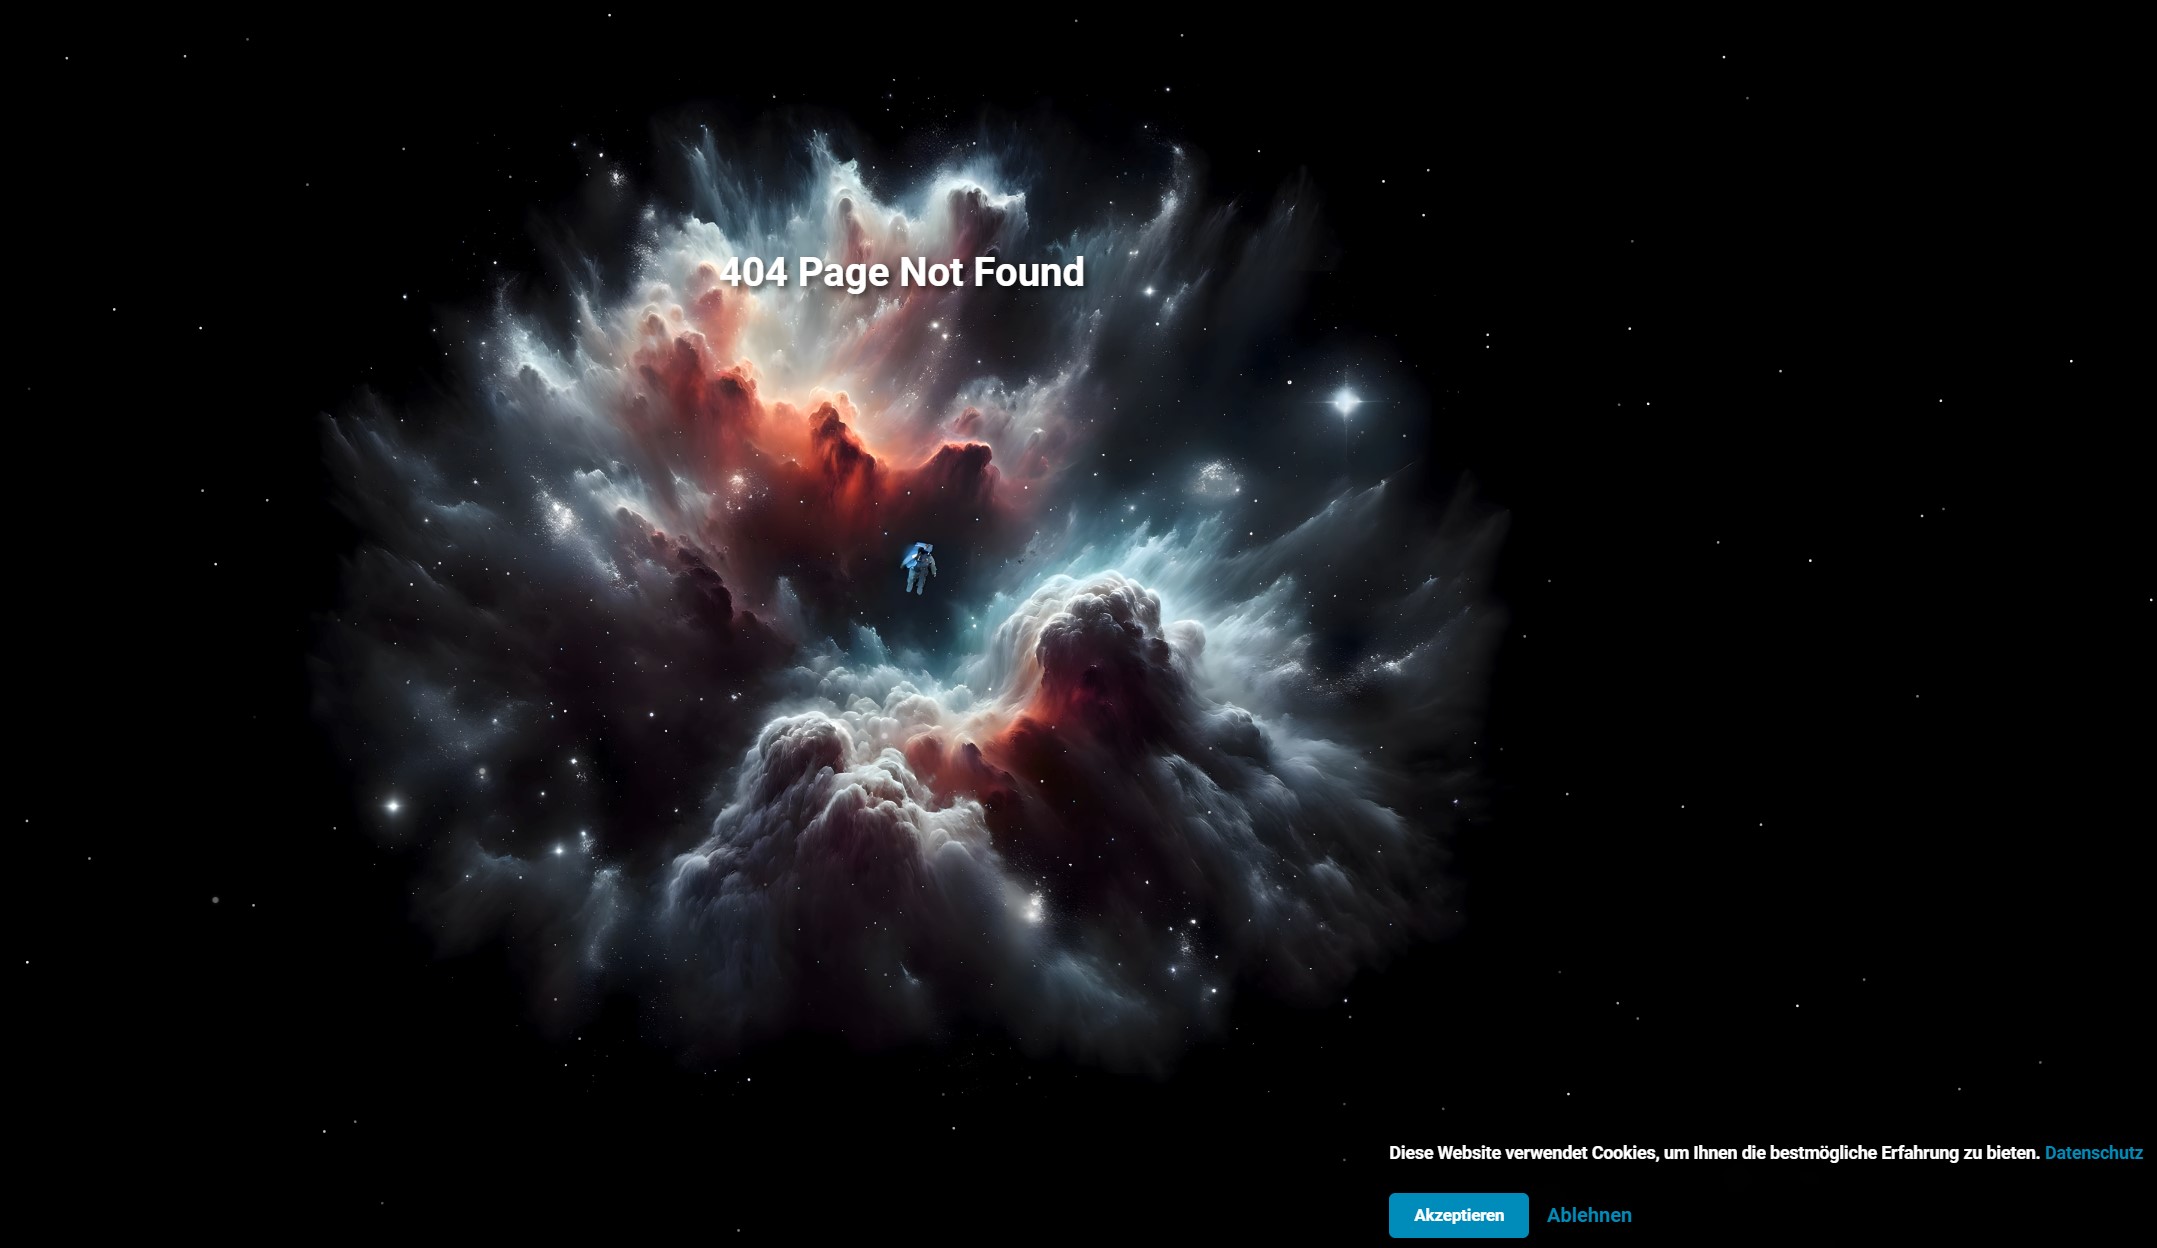 404 Page Not Found
Diese Website verwendet Cookies, um Ihnen die bestmögliche Erfahrung zu bieten. Datenschutz
Akzeptieren Ablehnen